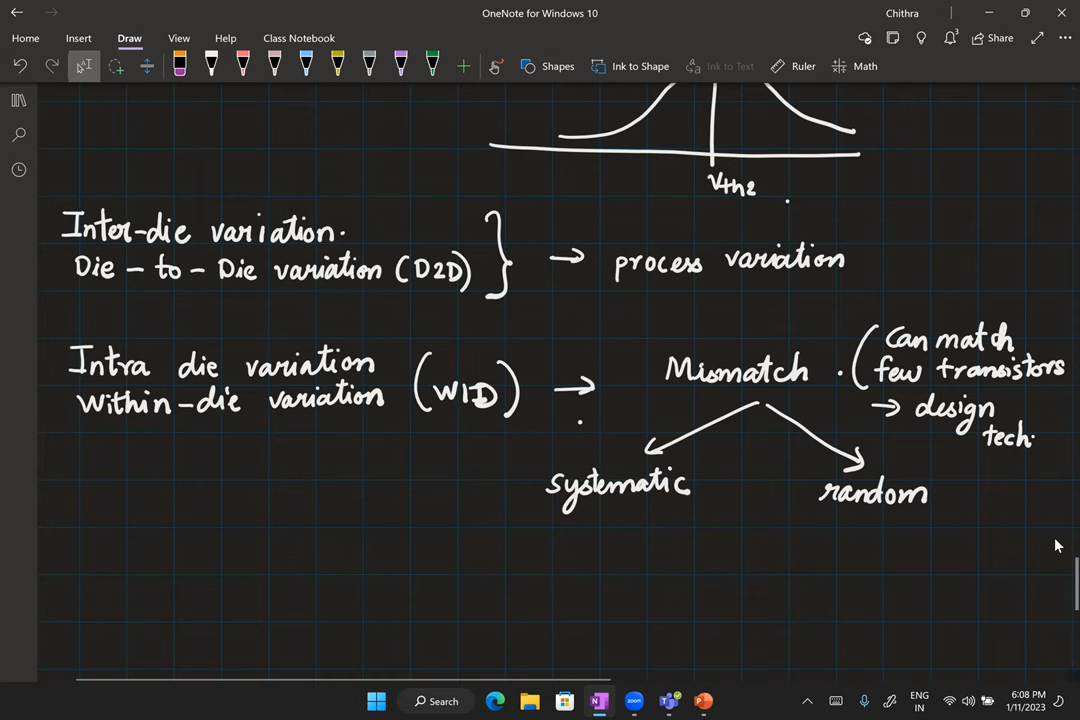 OneNote for Windows 10
Chithra
Home Insert Draw View Help Class Notebook
3
Share
Shapes
Ink to Shape
Ink to Text
Ruler
Math
Vth2
Inter-die variation.
Die - to - Die variation (D2D)
→ process variation
Intra die variation
Within-die variation
(WID)
→
Mismatch .
(Can match
few transistors
→ design
tech.
systematic
random
Search
zoom
ENG
IN
6:08 PM
1/11/2023